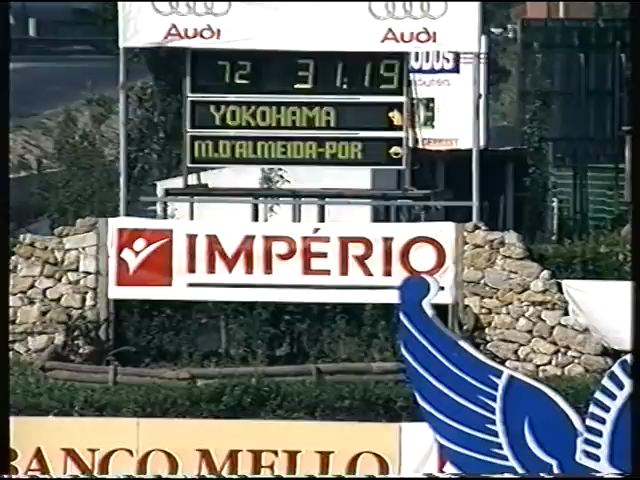 Audi Audi
72 31.19
YOKOHAMA
M.D'ALMEIDA-POR
IMPÉRIO
BANCO MELLO